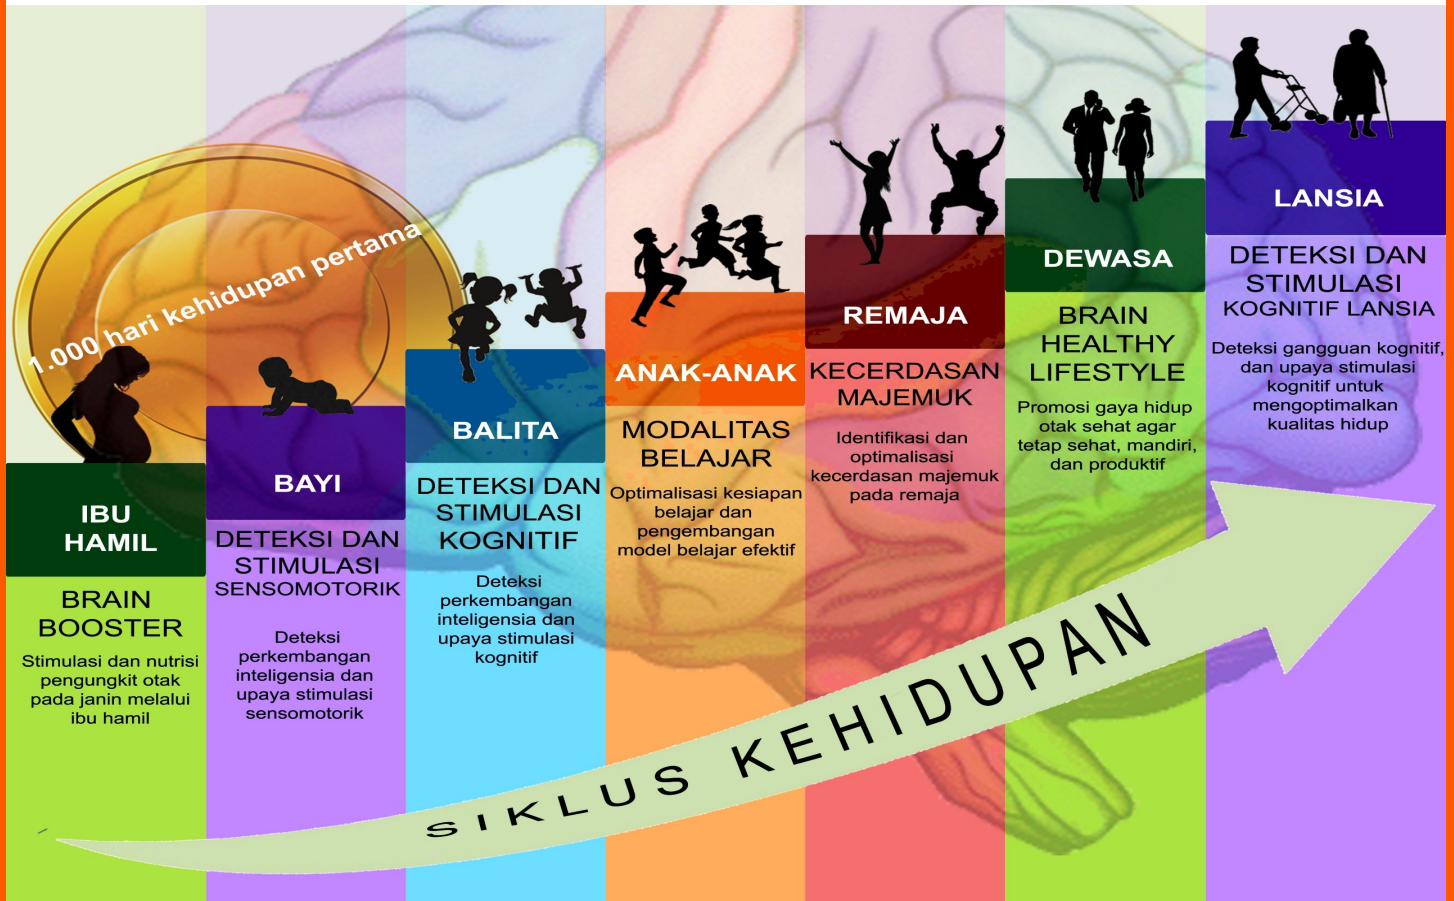 1.000 hari kehidupan pertama
IBU
HAMIL
BRAIN
BOOSTER
Stimulasi dan nutrisi
pengungkit otak
pada janin melalui
ibu hamil
BAYI
DETEKSI DAN
STIMULASI
SENSOMOTORIK
Deteksi
perkembangan
inteligensia dan
upaya stimulasi
sensomotorik
BALITA
DETEKSI DAN
STIMULASI
KOGNITIF
Deteksi
perkembangan
inteligensia dan
upaya stimulasi
kognitif
ANAK-ANAK
MODALITAS
BELAJAR
Optimalisasi kesiapan
belajar dan
pengembangan
model belajar efektif
REMAJA
KECERDASAN
MAJEMUK
Identifikasi dan
optimalisasi
kecerdasan majemuk
pada remaja
DEWASA
BRAIN
HEALTHY
LIFESTYLE
Promosi gaya hidup
otak sehat agar
tetap sehat, mandiri,
dan produktif
LANSIA
DETEKSI DAN
STIMULASI
KOGNITIF LANSIA
Deteksi gangguan kognitif,
dan upaya stimulasi
kognitif untuk
mengoptimalkan
kualitas hidup
SIKLUS KEHIDUPAN